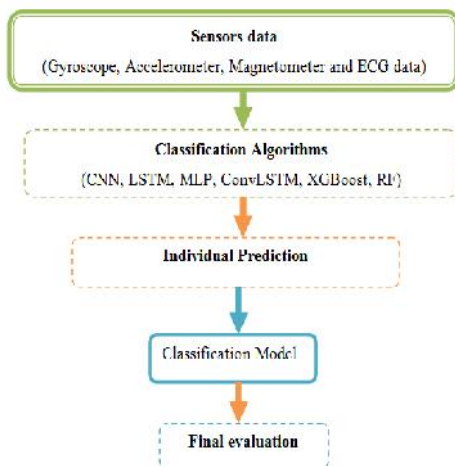 Sensors data
(Gyroscope, Accelerometer, Magnetometer and ECG data)
Classification Algorithms
(CNN, LSTM, MLP, ConvLSTM, XGBoost, RF)
Individual Prediction
Classification Model
Final evaluation